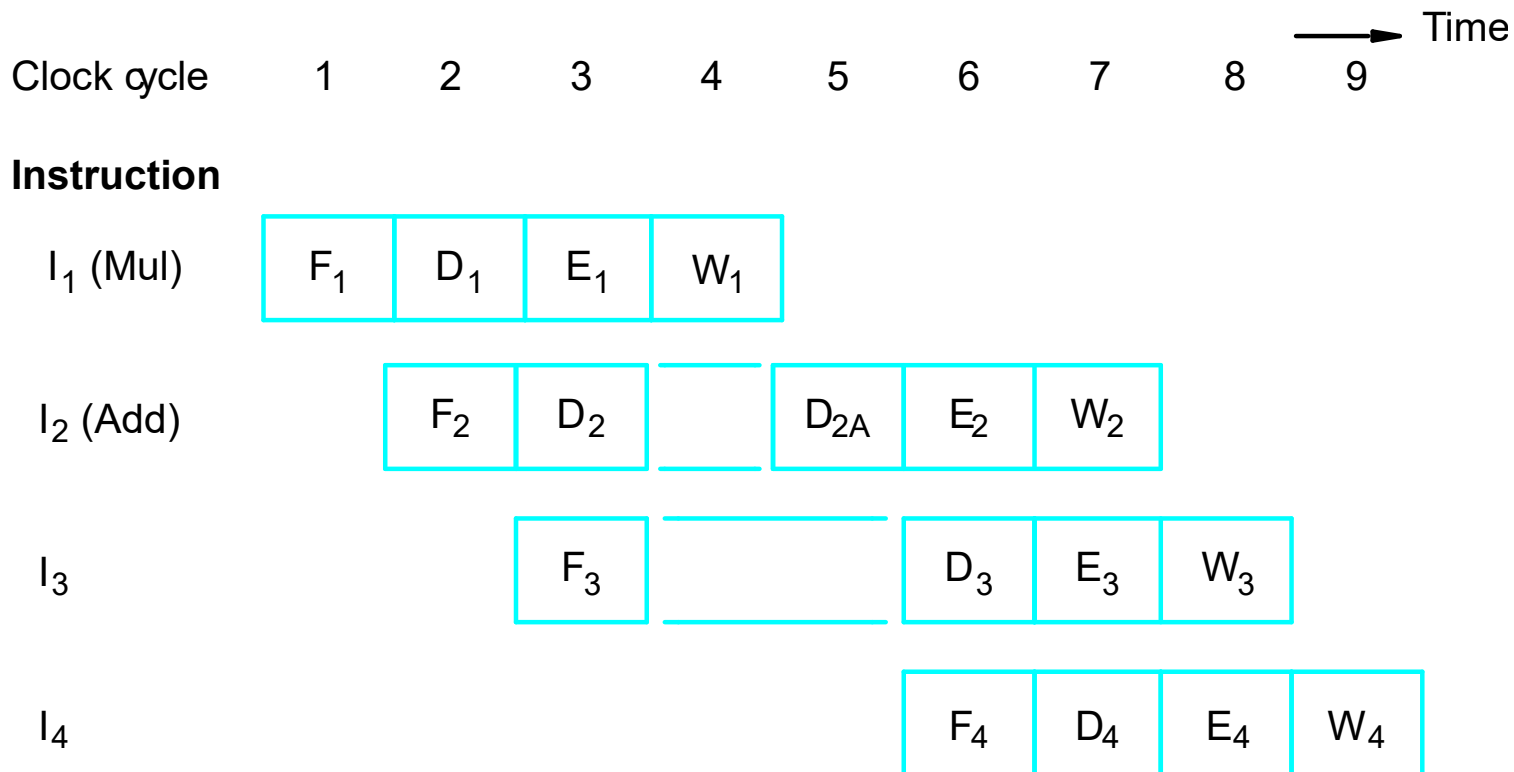 Time
Clock cycle 1 2 3 4 5 6 7 8 9
Instruction
I1 (Mul) F1 D1 E1 W1
I2 (Add) F2 D2 D2A E2 W2
I3 F3 D3 E3 W3
I4 F4 D4 E4 W4